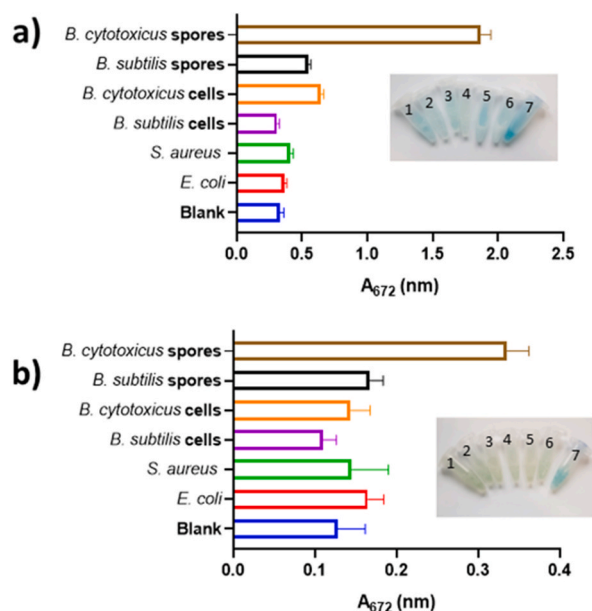 a)
B. cytotoxicus spores
B. subtilis spores
B. cytotoxicus cells
B. subtilis cells
S. aureus
E. coli
Blank
1 2 3 4 5 6 7
0.0 0.5 1.0 1.5 2.0 2.5
A672 (nm)
b)
B. cytotoxicus spores
B. subtilis spores
B. cytotoxicus cells
B. subtilis cells
S. aureus
E. coli
Blank
1 2 3 4 5 6 7
0.0 0.1 0.2 0.3 0.4
A672 (nm)